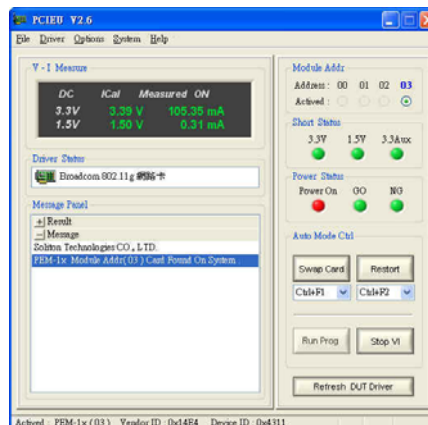 PCIEU V2.6
File Driver Options System Help
V - I Measure
DC ICal Measured ON
3.3V 3.39 V 105.35 mA
1.5V 1.50 V 0.31 mA
Driver Status
Broadcom 802.11g 網路卡
Message Panel
+ Result
- Message
Soliton Technologies CO., LTD.
PEM-1x Module Addr(03) Card Found On System.
Module Addr
Address : 00 01 02 03
Actived :
Short Status
3.3V 1.5V 3.3Aux
Power Status
Power On GO NG
Auto Mode Ctrl
Swap Card Restort
Ctrl+F1 Ctrl+F2
Run Prog Stop VI
Refresh DUT Driver
Actived : PEM-1x (03) Vendor ID : 0x14E4 Device ID : 0x4311